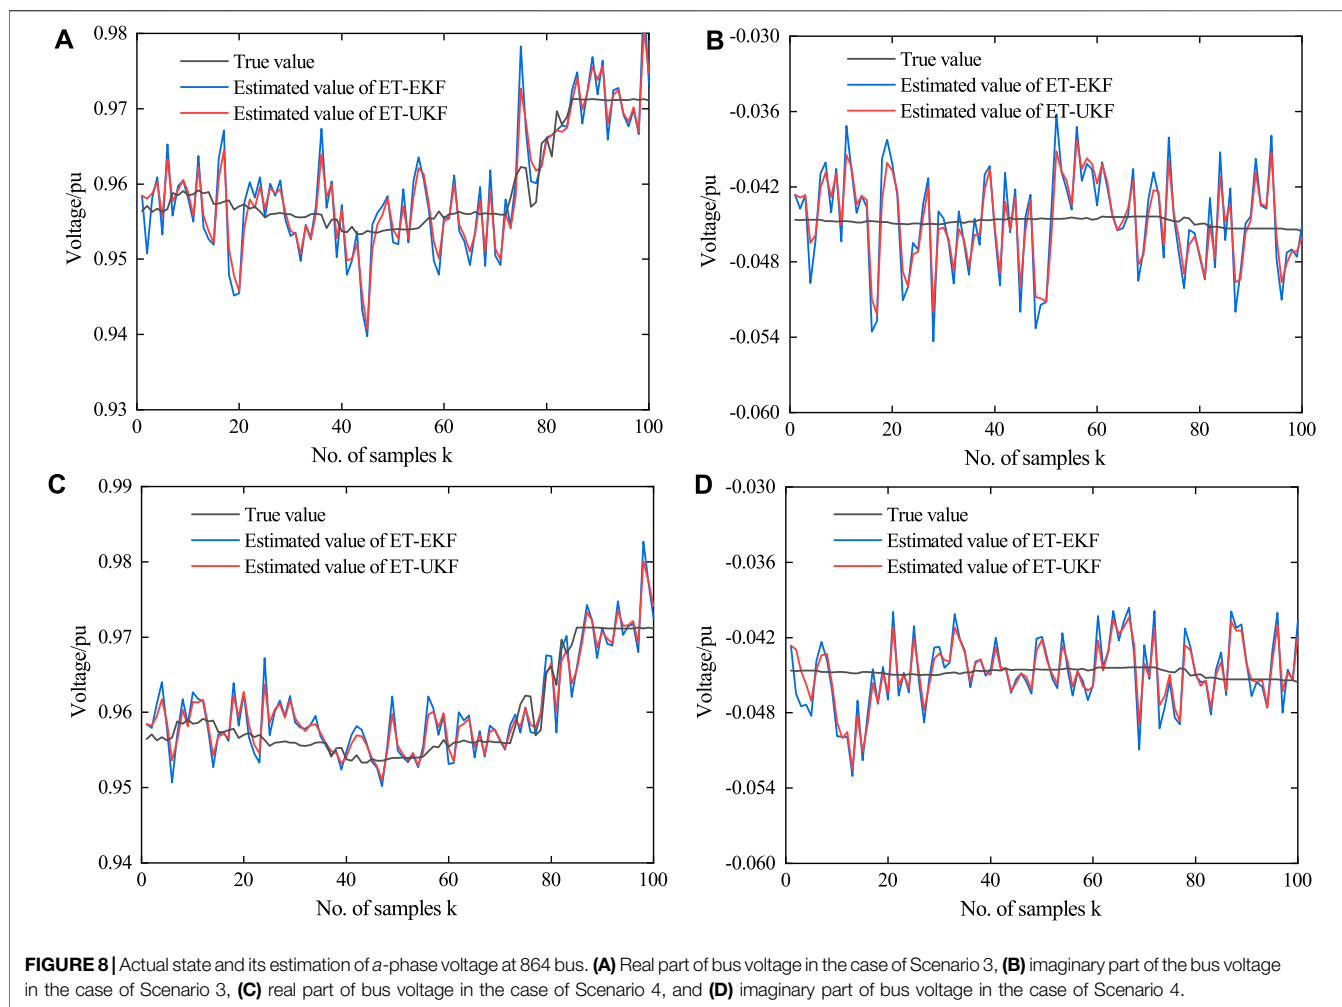 A
0.98
0.97
0.96
0.95
0.94
0.93
Voltage/pu
True value
Estimated value of ET-EKF
Estimated value of ET-UKF
0 20 40 60 80 100
No. of samples k
B
-0.030
-0.036
-0.042
-0.048
-0.054
-0.060
Voltage/pu
True value
Estimated value of ET-EKF
Estimated value of ET-UKF
0 20 40 60 80 100
No. of samples k
C
0.99
0.98
0.97
0.96
0.95
0.94
Voltage/pu
True value
Estimated value of ET-EKF
Estimated value of ET-UKF
0 20 40 60 80 100
No. of samples k
D
-0.030
-0.036
-0.042
-0.048
-0.054
-0.060
Voltage/pu
True value
Estimated value of ET-EKF
Estimated value of ET-UKF
0 20 40 60 80 100
No. of samples k
FIGURE 8 | Actual state and its estimation of a-phase voltage at 864 bus. (A) Real part of bus voltage in the case of Scenario 3, (B) imaginary part of the bus voltage
in the case of Scenario 3, (C) real part of bus voltage in the case of Scenario 4, and (D) imaginary part of bus voltage in the case of Scenario 4.